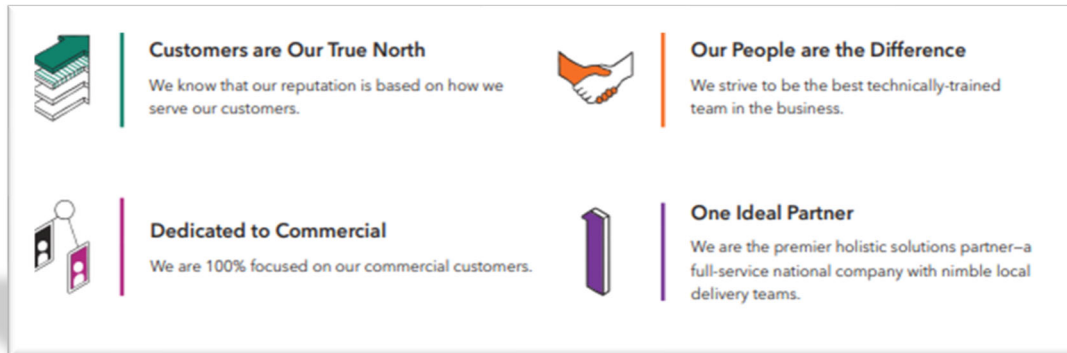 Customers are Our True North
We know that our reputation is based on how we
serve our customers.
Our People are the Difference
We strive to be the best technically-trained
team in the business.
Dedicated to Commercial
We are 100% focused on our commercial customers.
One Ideal Partner
We are the premier holistic solutions partner–a
full-service national company with nimble local
delivery teams.